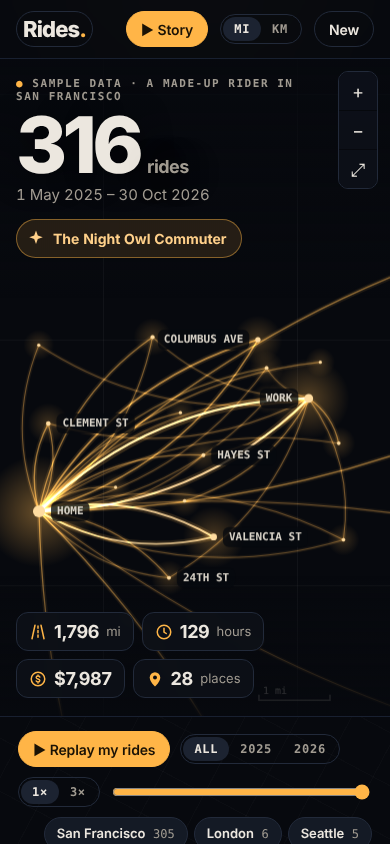 Rides.
Story
MI KM
New
SAMPLE DATA · A MADE-UP RIDER IN
SAN FRANCISCO
316 rides
1 May 2025 – 30 Oct 2026
The Night Owl Commuter
COLUMBUS AVE
WORK
CLEMENT ST
HAYES ST
HOME
VALENCIA ST
24TH ST
1,796 mi
129 hours
$7,987
28 places
1 mi
Replay my rides
ALL 2025 2026
1× 3×
San Francisco 305
London 6
Seattle 5